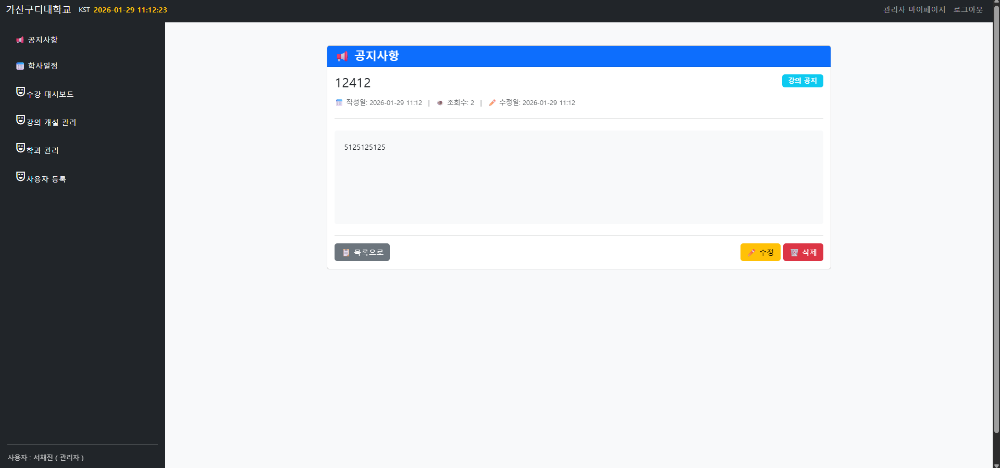 가산구디대학교 KST 2026-01-29 11:12:23 관리자 마이페이지 로그아웃
공지사항
학사일정
수강 대시보드
강의 개설 관리
학과 관리
사용자 등록
사용자 : 서채진 ( 관리자 )
공지사항
12412 강의 공지
작성일: 2026-01-29 11:12 | 조회수: 2 | 수정일: 2026-01-29 11:12
5125125125
목록으로 수정 삭제